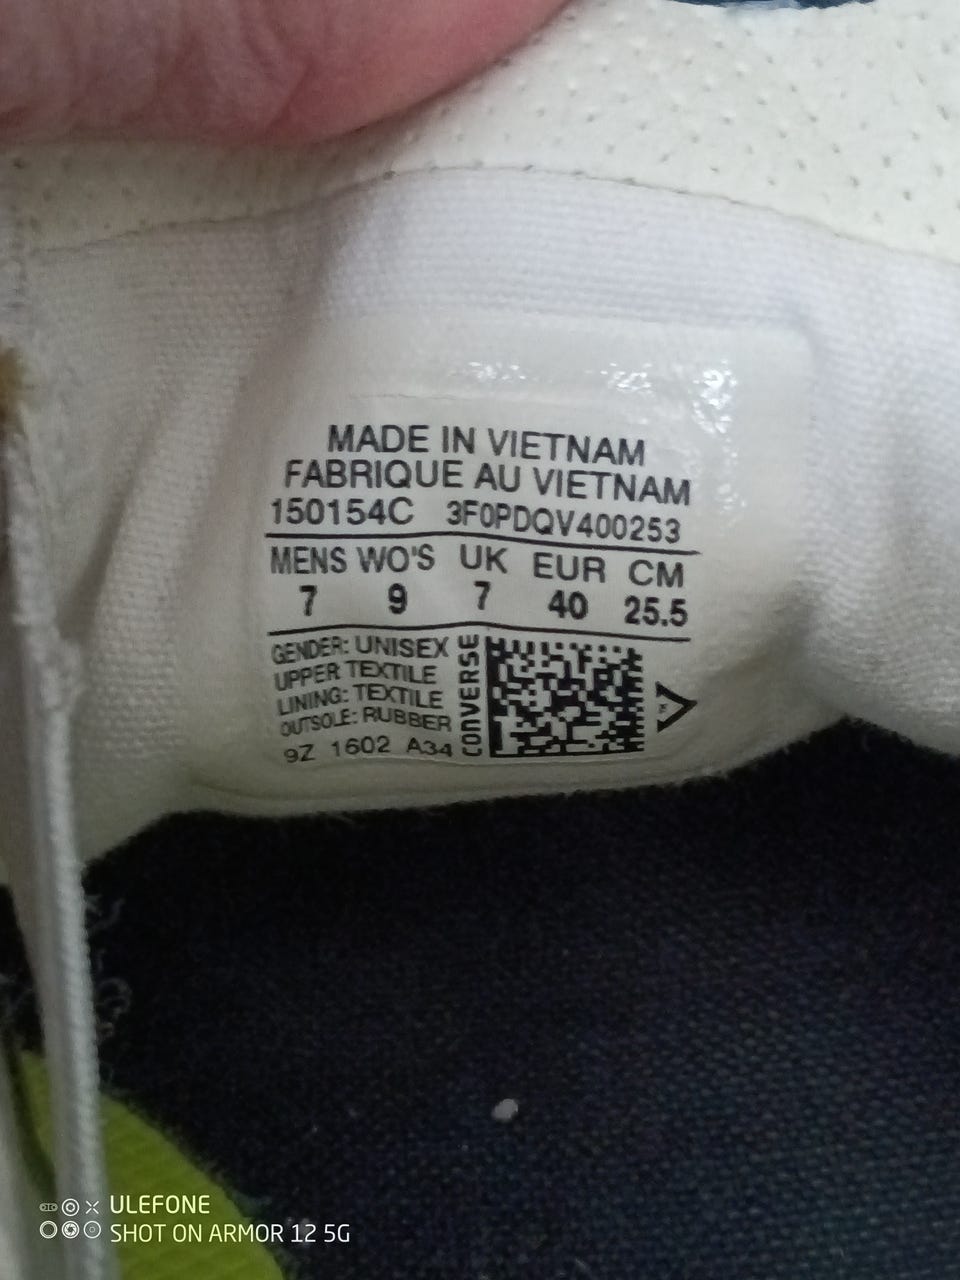 MADE IN VIETNAM
FABRIQUE AU VIETNAM
150154C 3F0PDQV400253
MENS WO'S UK EUR CM
7 9 7 40 25.5
GENDER: UNISEX
UPPER TEXTILE
LINING: TEXTILE
OUTSOLE: RUBBER
9Z 1602 A34
CONVERSE
ULEFONE
SHOT ON ARMOR 12 5G